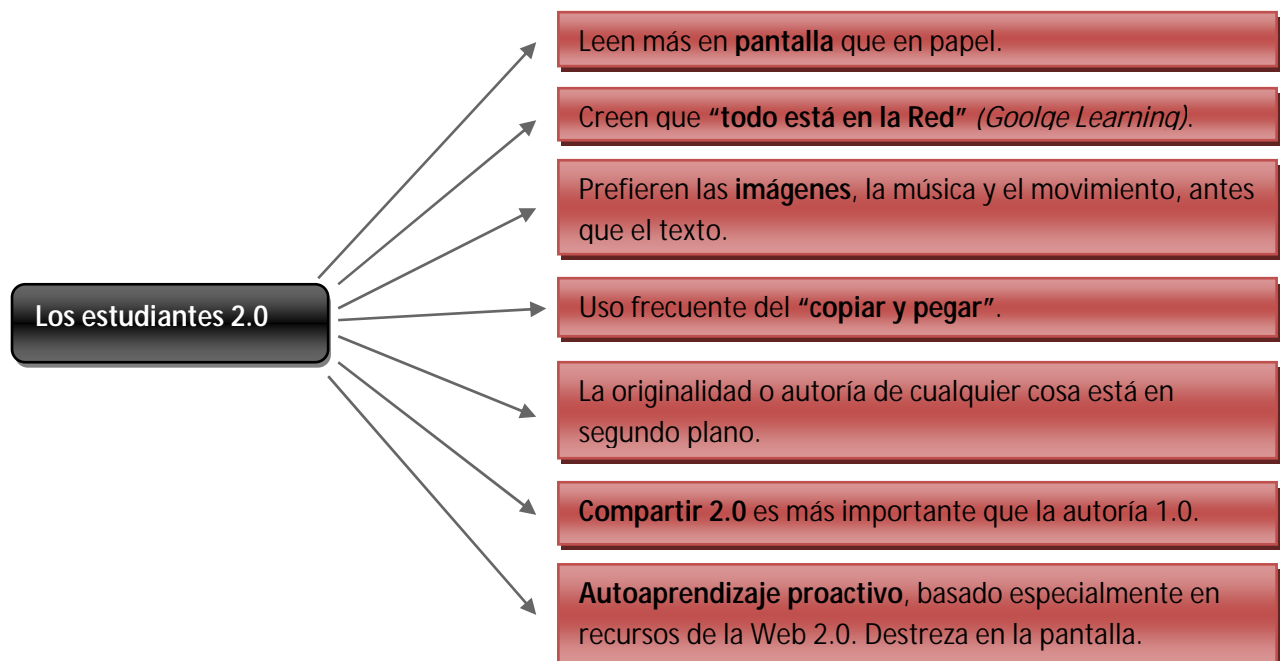 Leen más en pantalla que en papel.
Creen que “todo está en la Red” (Goolge Learning).
Prefieren las imágenes, la música y el movimiento, antes
que el texto.
Los estudiantes 2.0
Uso frecuente del “copiar y pegar”.
La originalidad o autoría de cualquier cosa está en
segundo plano.
Compartir 2.0 es más importante que la autoría 1.0.
Autoaprendizaje proactivo, basado especialmente en
recursos de la Web 2.0. Destreza en la pantalla.